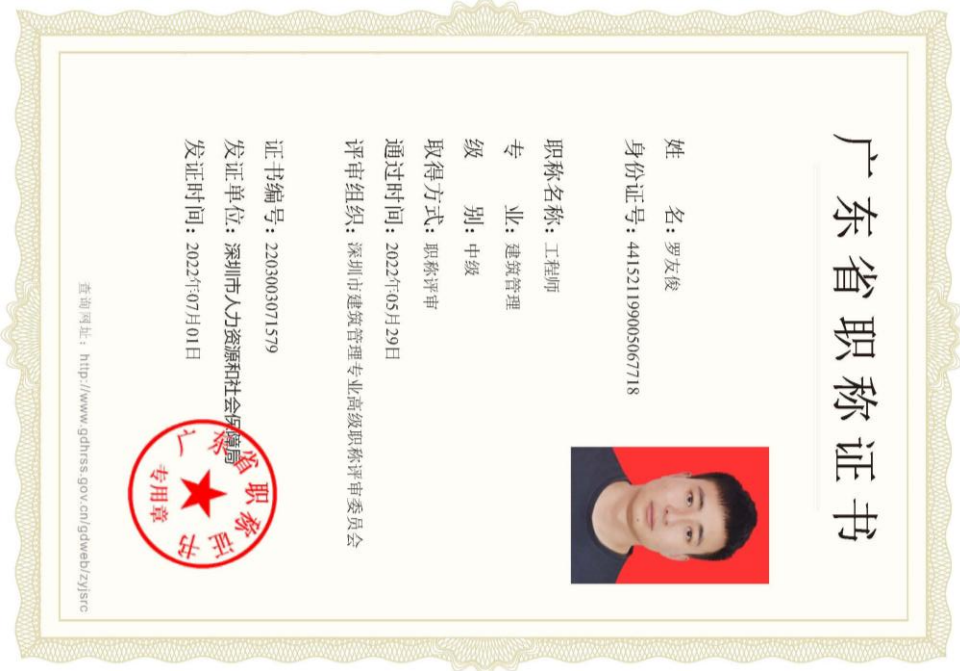 广东省职称证书
姓 名：罗友俊
身份证号：441521199005067718
职称名称：工程师
专 业：建筑管理
级 别：中级
取得方式：职称评审
通过时间：2022年05月29日
评审组织：深圳市建筑管理专业高级职称评审委员会
证书编号：2203003071579
发证单位：深圳市人力资源和社会保障局
发证时间：2022年07月01日
广东省职称证书
专用章
查询网址：http://www.gdhrss.gov.cn/gdweb/zyjsrc